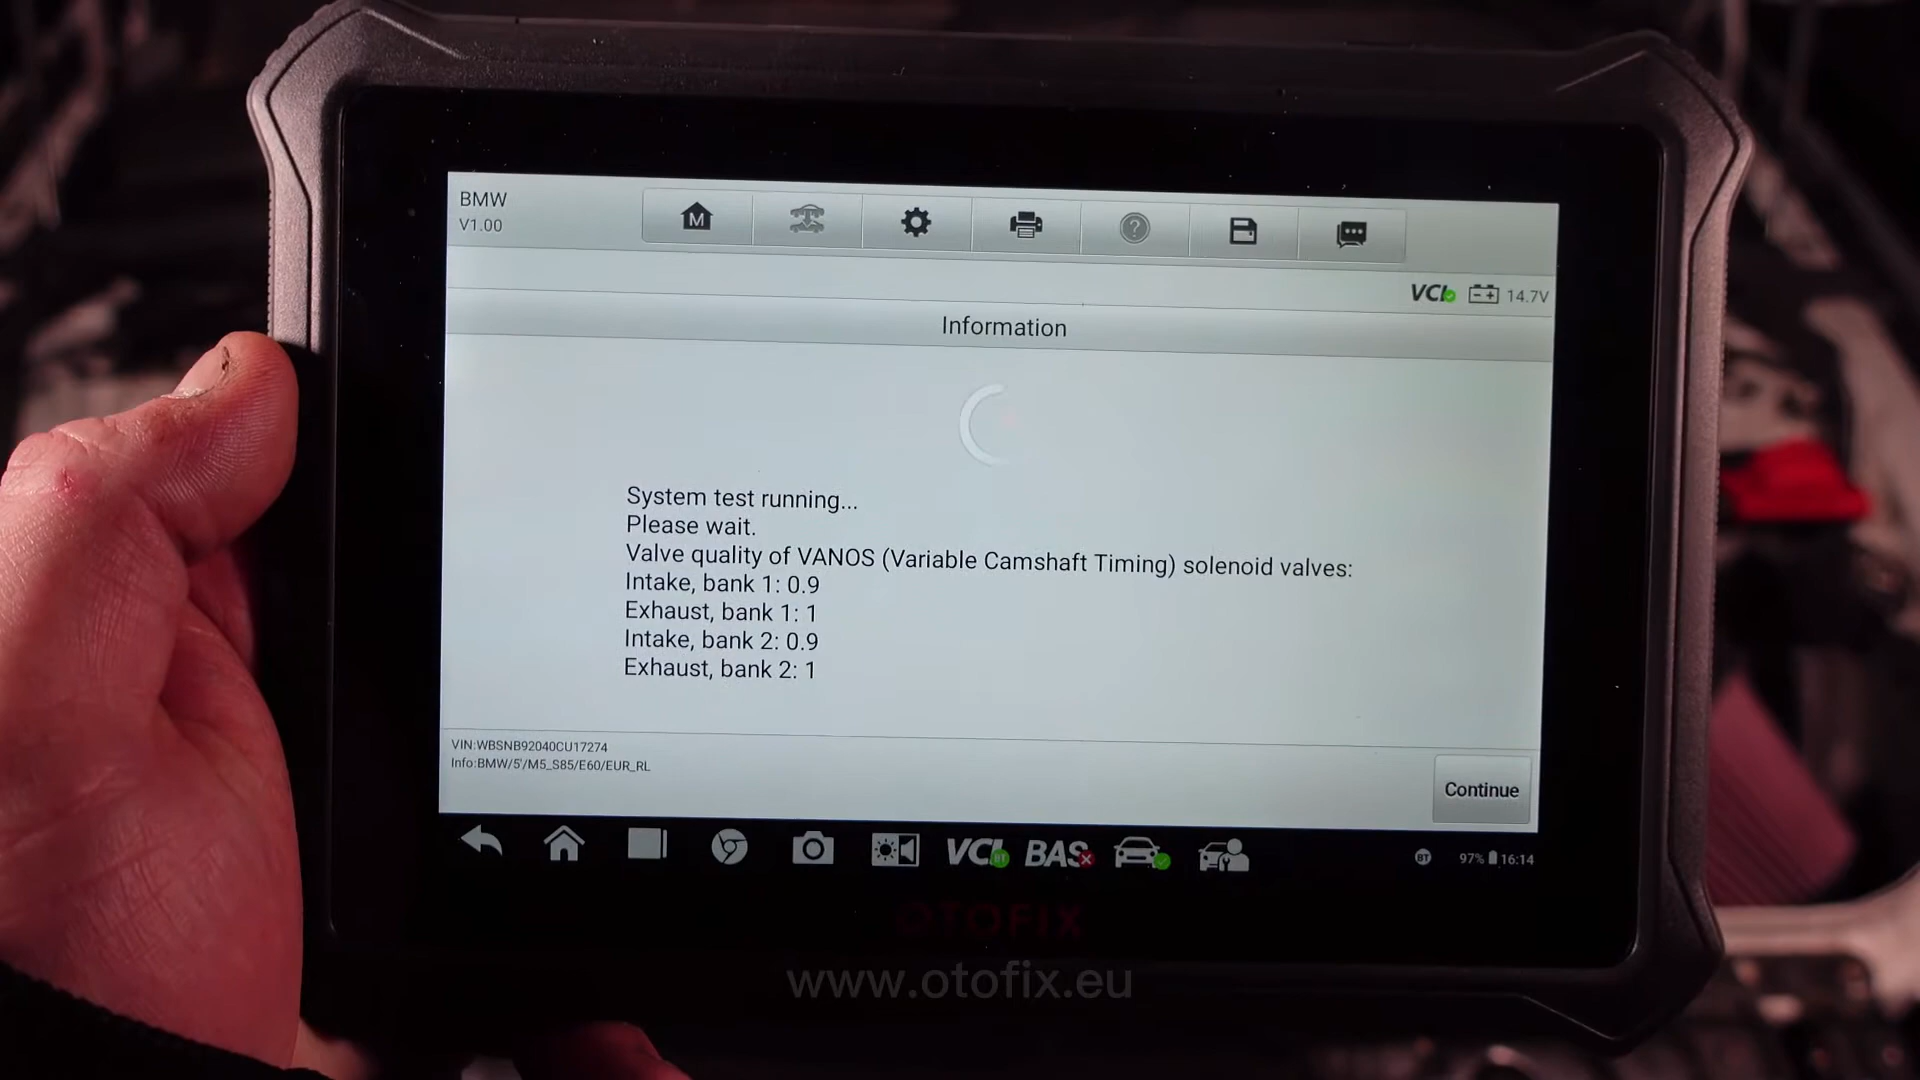 BMW
V1.00
M
?
VCI
14.7V
Information
System test running...
Please wait.
Valve quality of VANOS (Variable Camshaft Timing) solenoid valves:
Intake, bank 1: 0.9
Exhaust, bank 1: 1
Intake, bank 2: 0.9
Exhaust, bank 2: 1
VIN:WBSNB92040CU17274
Info:BMW/5'/M5_S85/E60/EUR_RL
Continue
VCI BT BAS
BT 97% 16:14
OTOFIX
www.otofix.eu